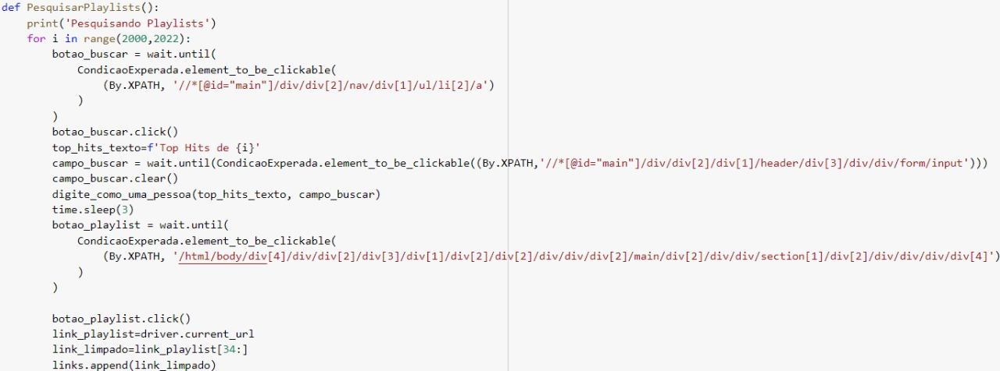 def PesquisarPlaylists():
    print('Pesquisando Playlists')
    for i in range(2000,2022):
        botao_buscar = wait.until(
            CondicaoExperada.element_to_be_clickable(
                (By.XPATH, '//*[@id="main"]/div/div[2]/nav/div[1]/ul/li[2]/a')
            )
        )
        botao_buscar.click()
        top_hits_texto=f'Top Hits de {i}'
        campo_buscar = wait.until(CondicaoExperada.element_to_be_clickable((By.XPATH,'//*[@id="main"]/div/div[2]/div[1]/header/div[3]/div/div/form/input')))
        campo_buscar.clear()
        digite_como_uma_pessoa(top_hits_texto, campo_buscar)
        time.sleep(3)
        botao_playlist = wait.until(
            CondicaoExperada.element_to_be_clickable(
                (By.XPATH, '/html/body/div[4]/div/div[2]/div[3]/div[1]/div[2]/div[2]/div/div/div[2]/main/div[2]/div/div/section[1]/div[2]/div/div/div/div[4]')
            )
        )
        botao_playlist.click()
        link_playlist=driver.current_url
        link_limpado=link_playlist[34:]
        links.append(link_limpado)